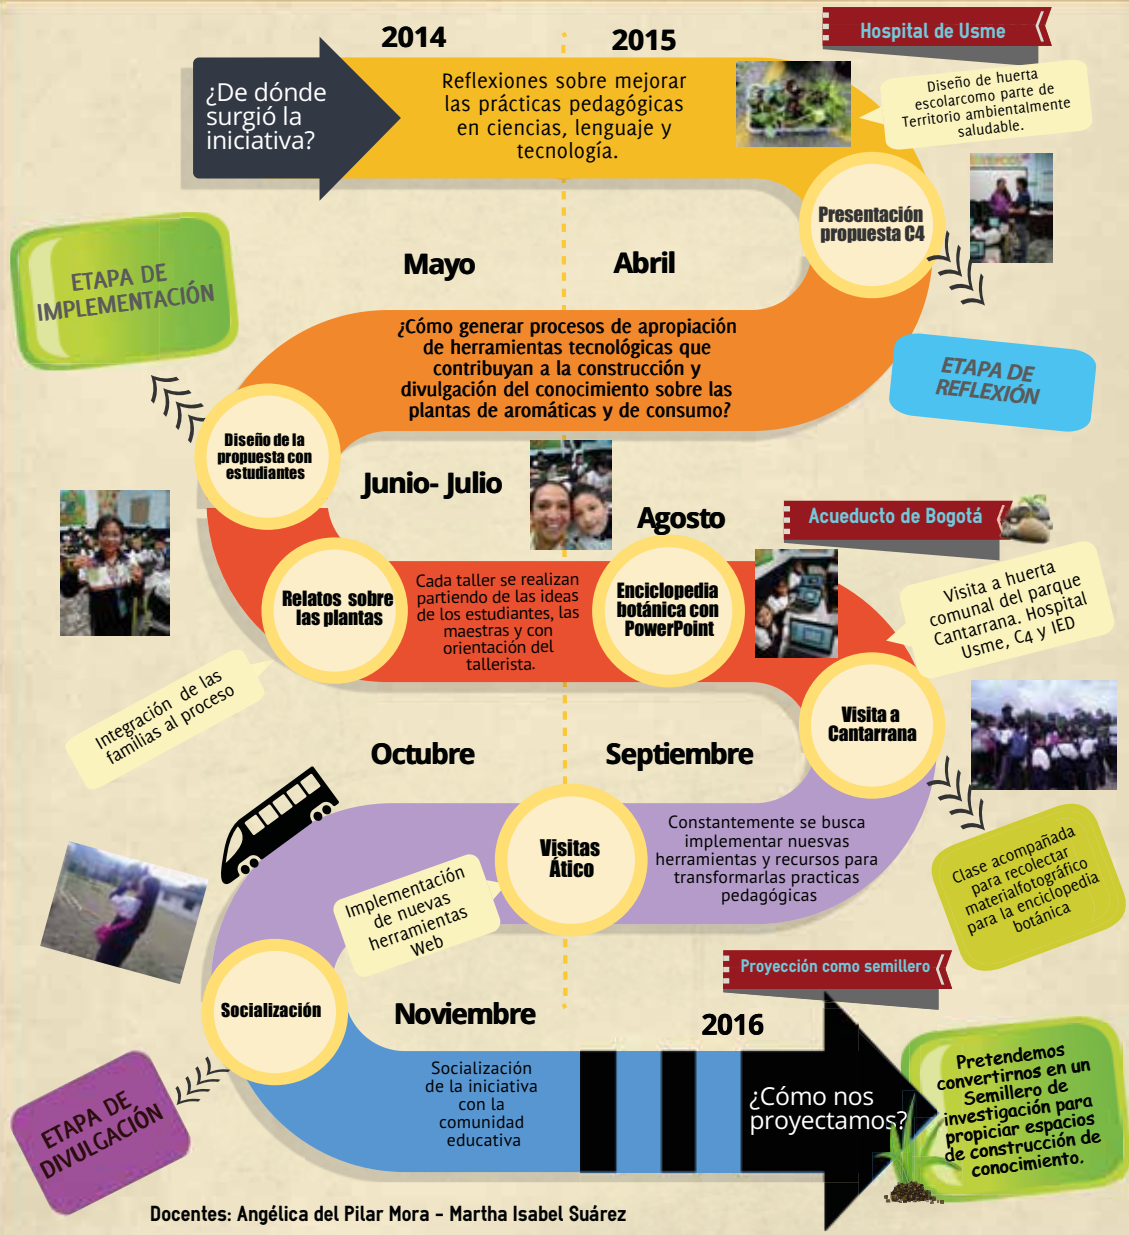 2014
2015
Hospital de Usme
¿De dónde
surgió la
iniciativa?
Reflexiones sobre mejorar
las prácticas pedagógicas
en ciencias, lenguaje y
tecnología.
Diseño de huerta
escolarcomo parte de
Territorio ambientalmente
saludable.
Presentación
propuesta C4
ETAPA DE
IMPLEMENTACIÓN
Mayo
Abril
¿Cómo generar procesos de apropiación
de herramientas tecnológicas que
contribuyan a la construcción y
divulgación del conocimiento sobre las
plantas de aromáticas y de consumo?
ETAPA DE
REFLEXIÓN
Diseño de la
propuesta con
estudiantes
Junio- Julio
Agosto
Acueducto de Bogotá
Relatos sobre
las plantas
Cada taller se realizan
partiendo de las ideas
de los estudiantes, las
maestras y con
orientación del
tallerista.
Enciclopedia
botánica con
PowerPoint
Visita a huerta
comunal del parque
Cantarrana. Hospital
Usme, C4 y IED
Integración de las
familias al proceso
Visita a
Cantarrana
Octubre
Septiembre
Visitas
Ático
Constantemente se busca
implementar nuesvas
herramientas y recursos para
transformarlas practicas
pedagógicas
Clase acompañada
para recolectar
materialfotográfico
para la enciclopedia
botánica
Implementación
de nuevas
herramientas
Web
Proyección como semillero
Socialización
Noviembre
2016
Socialización
de la iniciativa
con la
comunidad
educativa
¿Cómo nos
proyectamos?
Pretendemos
convertirnos en un
Semillero de
investigación para
propiciar espacios
de construcción de
conocimiento.
ETAPA DE
DIVULGACIÓN
Docentes: Angélica del Pilar Mora - Martha Isabel Suárez